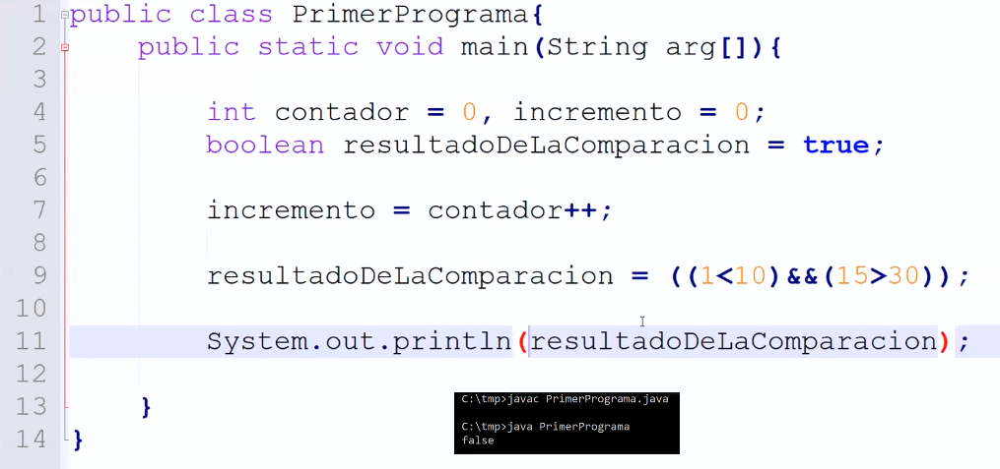 1 public class PrimerPrograma{
2 public static void main(String arg[]){
3
4 int contador = 0, incremento = 0;
5 boolean resultadoDeLaComparacion = true;
6
7 incremento = contador++;
8
9 resultadoDeLaComparacion = ((1<10)&&(15>30));
10
11 System.out.println(resultadoDeLaComparacion);
12
13 }
14 }
C:\tmp>javac PrimerPrograma.java
C:\tmp>java PrimerPrograma
false